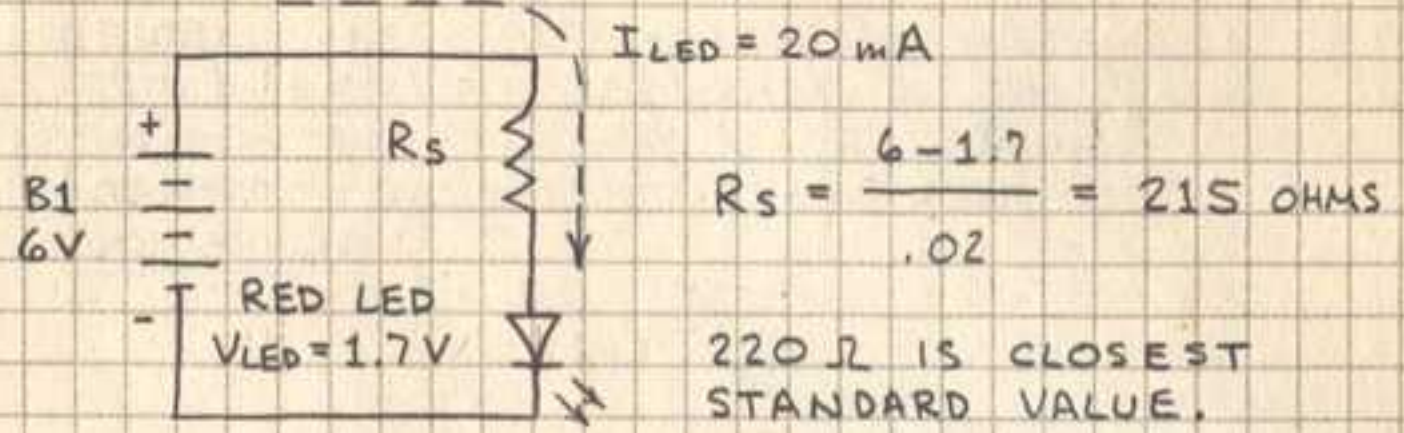 I LED = 20 mA
+
Rs
B1
6V
-
RED LED
VLED = 1.7 V
Rs = 6 - 1.7 / .02 = 215 OHMS
220 Ω IS CLOSEST
STANDARD VALUE.